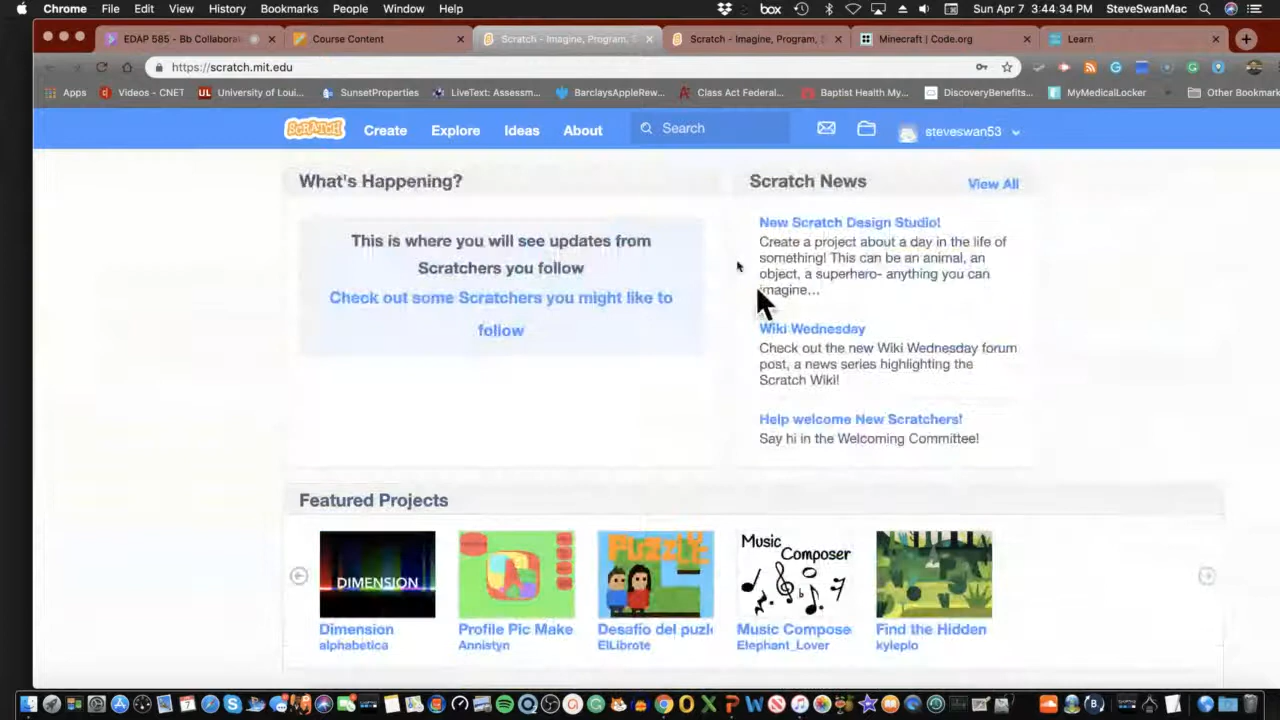 Chrome File Edit View History Bookmarks People Window Help box Sun Apr 7 3:44:34 PM SteveSwanMac
EDAP 585 - Bb Collabora Course Content Scratch - Imagine, Program, S Scratch - Imagine, Program, S Minecraft | Code.org Learn
https://scratch.mit.edu
Apps Videos - CNET UL University of Loui... SunsetProperties LiveText: Assessm... BarclaysAppleRew... Class Act Federal... Baptist Health My... DiscoveryBenefits... MyMedicalLocker Other Bookmark
SCRATCH Create Explore Ideas About Search steveswan53
What's Happening? Scratch News View All
This is where you will see updates from
Scratchers you follow
Check out some Scratchers you might like to
follow
New Scratch Design Studio!
Create a project about a day in the life of
something! This can be an animal, an
object, a superhero- anything you can
imagine...
Wiki Wednesday
Check out the new Wiki Wednesday forum
post, a news series highlighting the
Scratch Wiki!
Help welcome New Scratchers!
Say hi in the Welcoming Committee!
Featured Projects
DIMENSION
PUZZLE
Music
Composer
Dimension Profile Pic Make Desafio del puzl Music Compose Find the Hidden
alphabetica Annistyn ElLibrote Elephant_Lover kyleplo